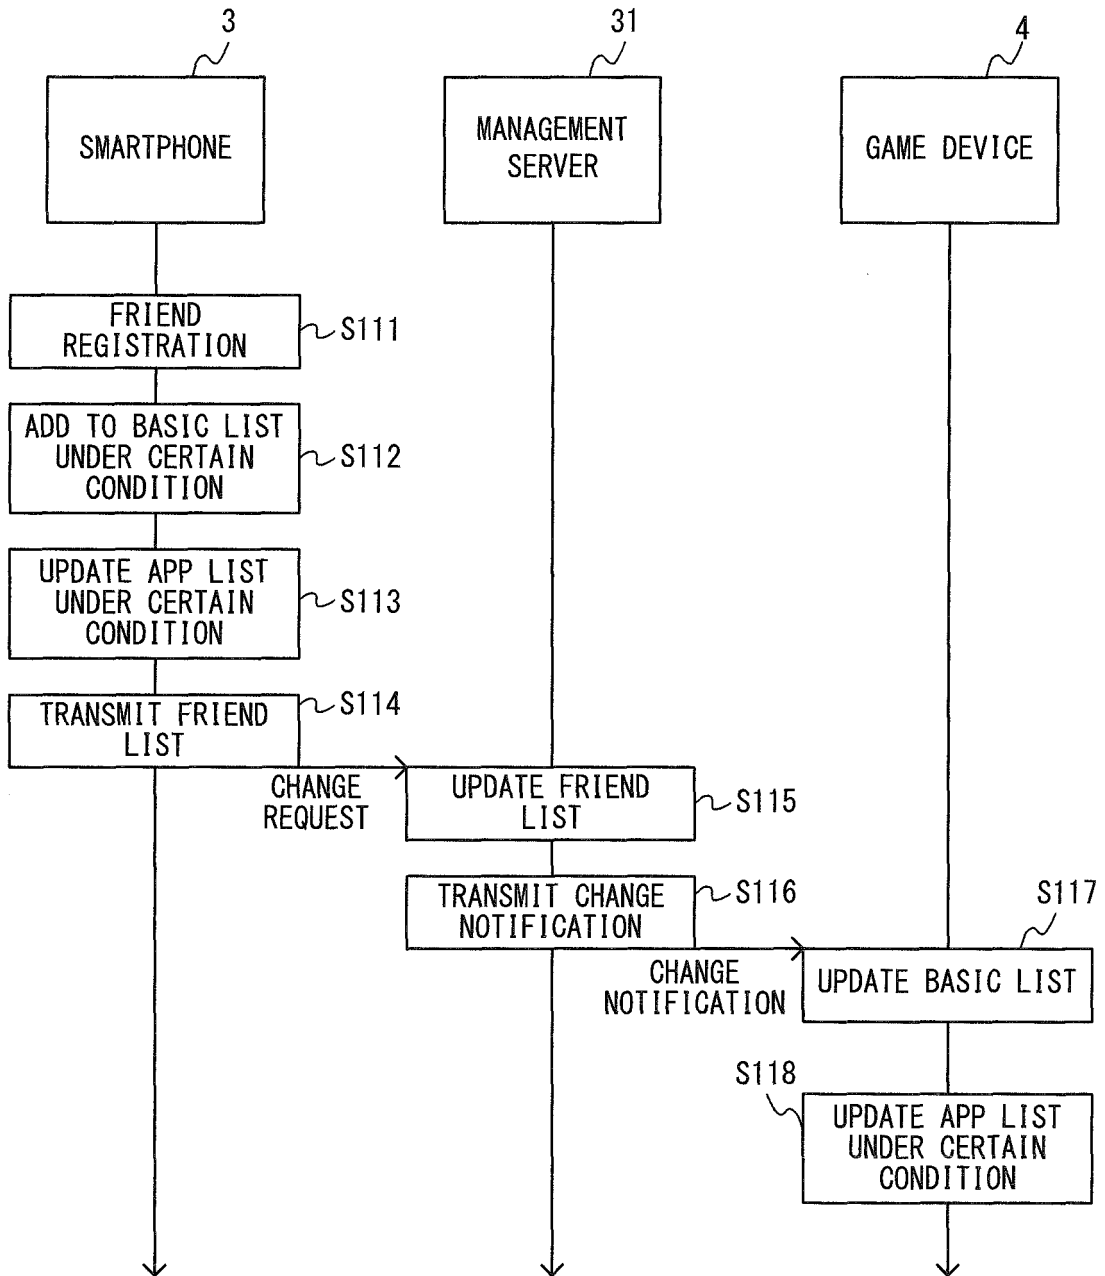 3
31
4
SMARTPHONE
MANAGEMENT
SERVER
GAME DEVICE
FRIEND
REGISTRATION
S111
ADD TO BASIC LIST
UNDER CERTAIN
CONDITION
S112
UPDATE APP LIST
UNDER CERTAIN
CONDITION
S113
TRANSMIT FRIEND
LIST
S114
CHANGE
REQUEST
UPDATE FRIEND
LIST
S115
TRANSMIT CHANGE
NOTIFICATION
S116
CHANGE
NOTIFICATION
S117
UPDATE BASIC LIST
S118
UPDATE APP LIST
UNDER CERTAIN
CONDITION